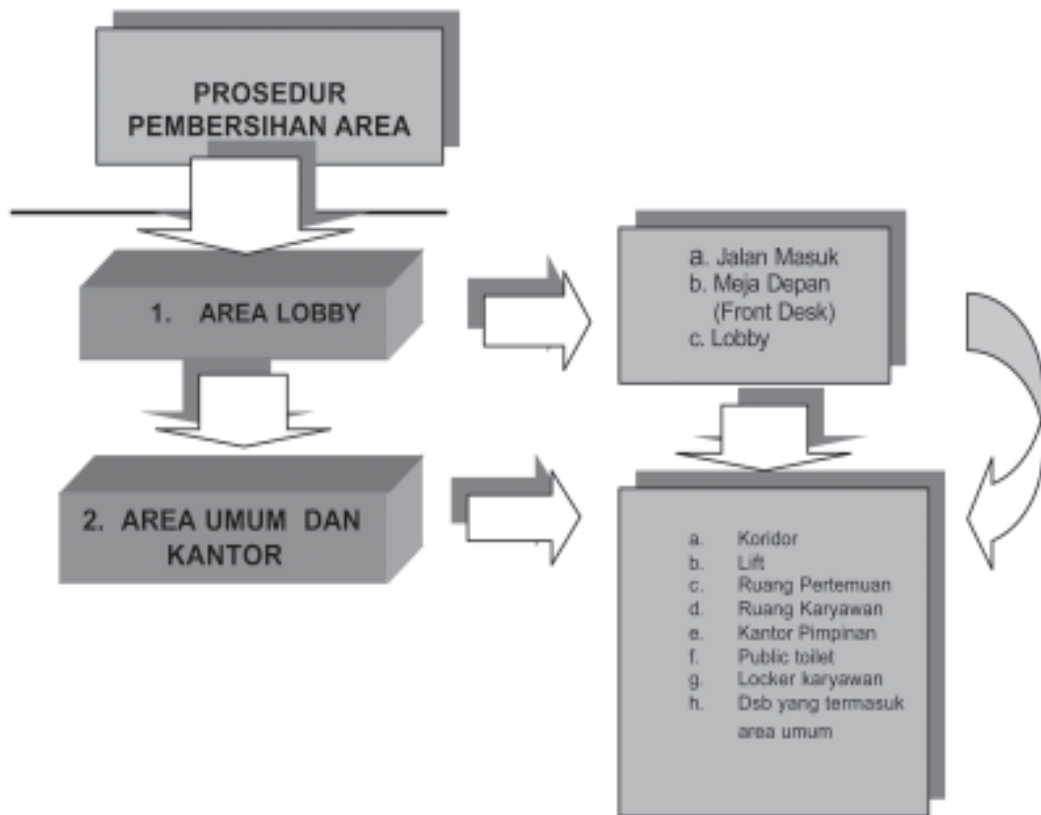 PROSEDUR
PEMBERSIHAN AREA
1. AREA LOBBY
a. Jalan Masuk
b. Meja Depan
(Front Desk)
c. Lobby
2. AREA UMUM DAN
KANTOR
a. Koridor
b. Lift
c. Ruang Pertemuan
d. Ruang Karyawan
e. Kantor Pimpinan
f. Public toilet
g. Locker karyawan
h. Dsb yang termasuk
area umum